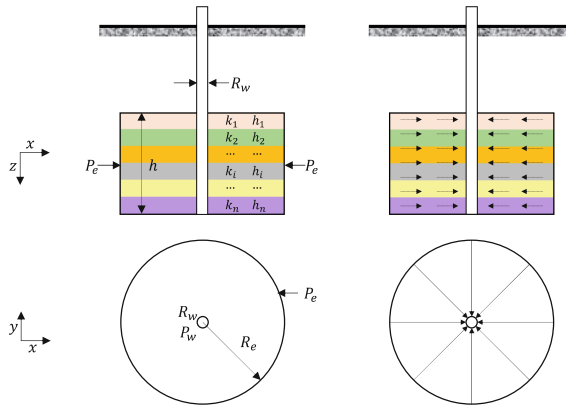 R_w
k_1 h_1
k_2 h_2
... ...
k_i h_i
... ...
k_n h_n
h
P_e
P_e
x
z
P_e
R_w
P_w
R_e
y
x